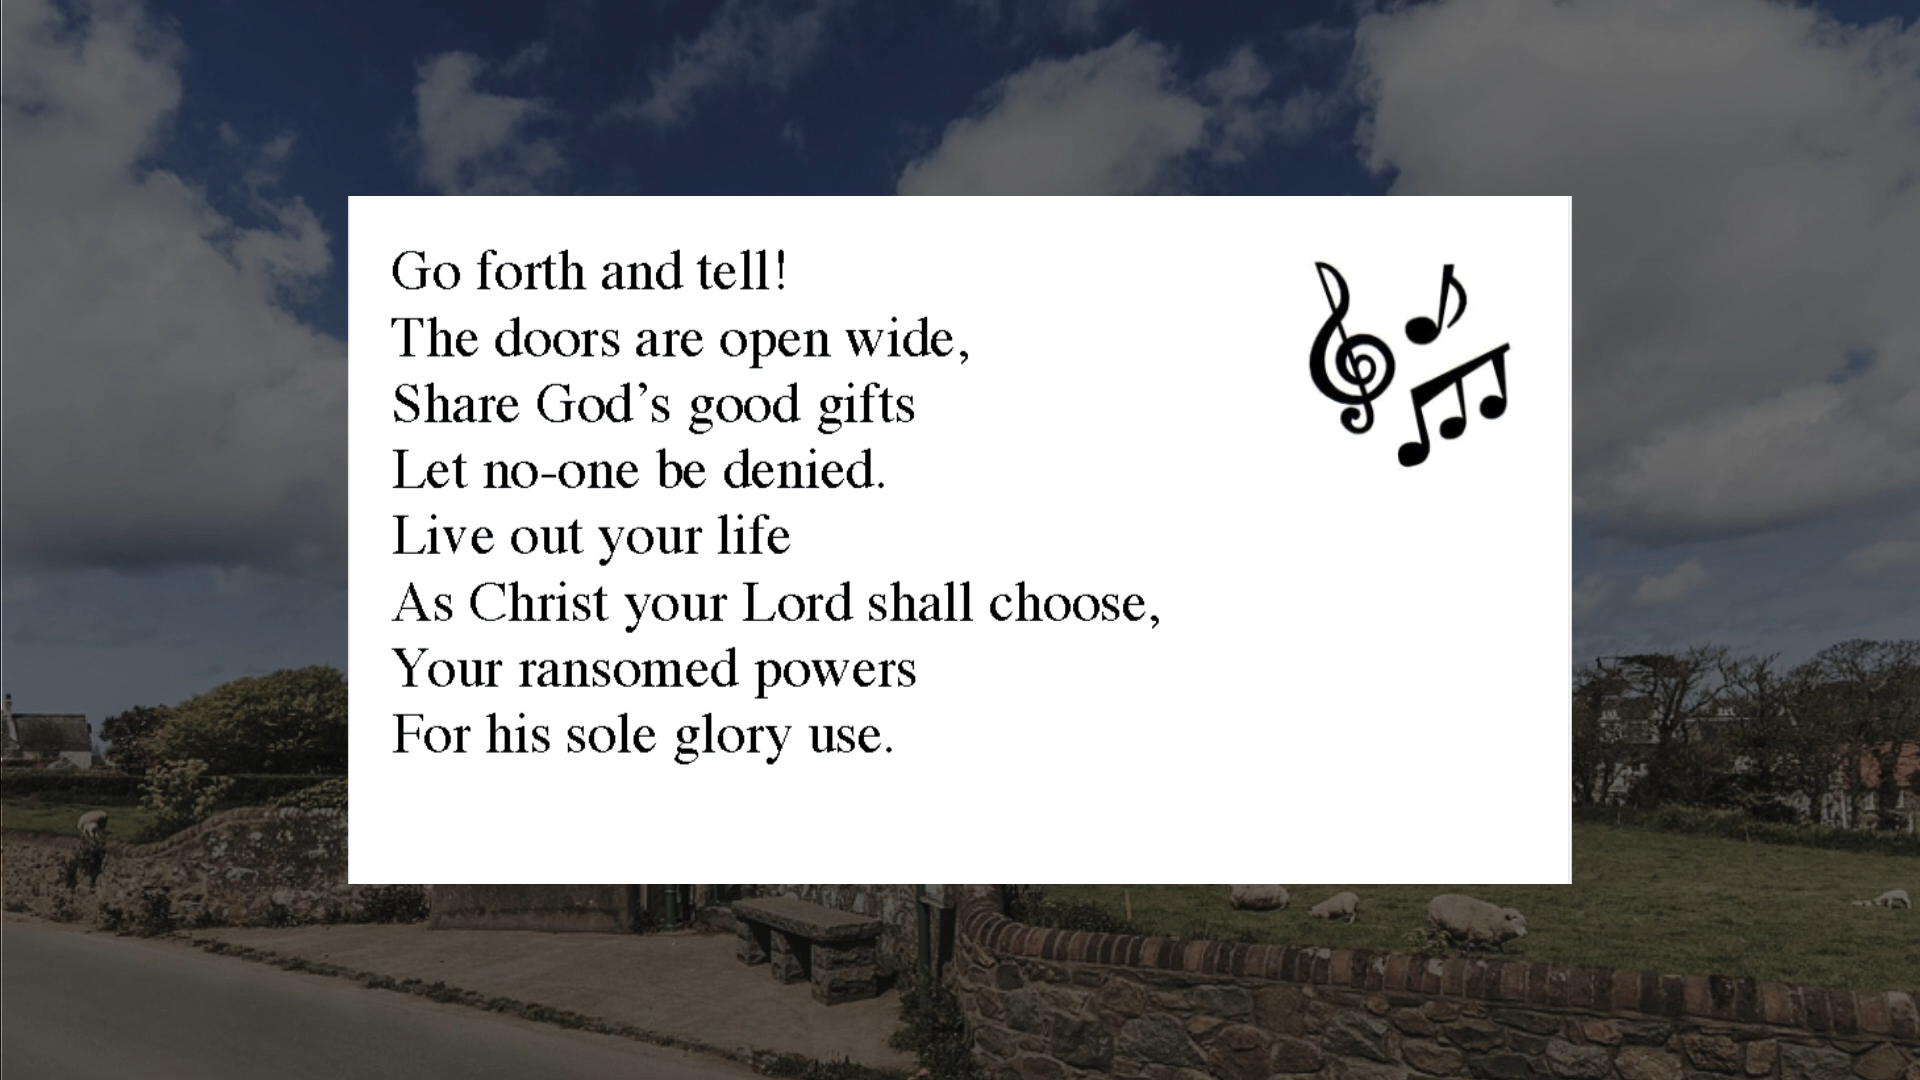 Go forth and tell!
The doors are open wide,
Share God’s good gifts
Let no-one be denied.
Live out your life
As Christ your Lord shall choose,
Your ransomed powers
For his sole glory use.